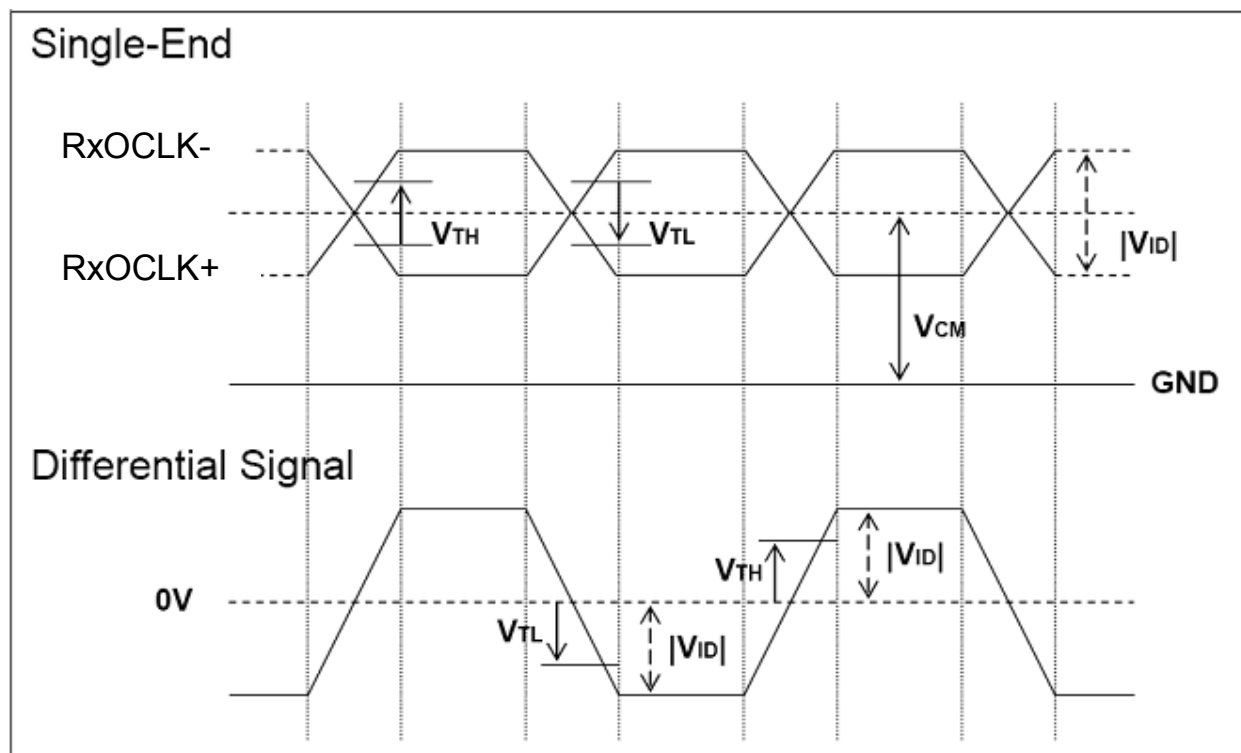 Single-End
RxOCLK-
VTH
VTL
RxOCLK+
|VID|
VCM
GND
Differential Signal
VTH
|VID|
0V
VTL
|VID|